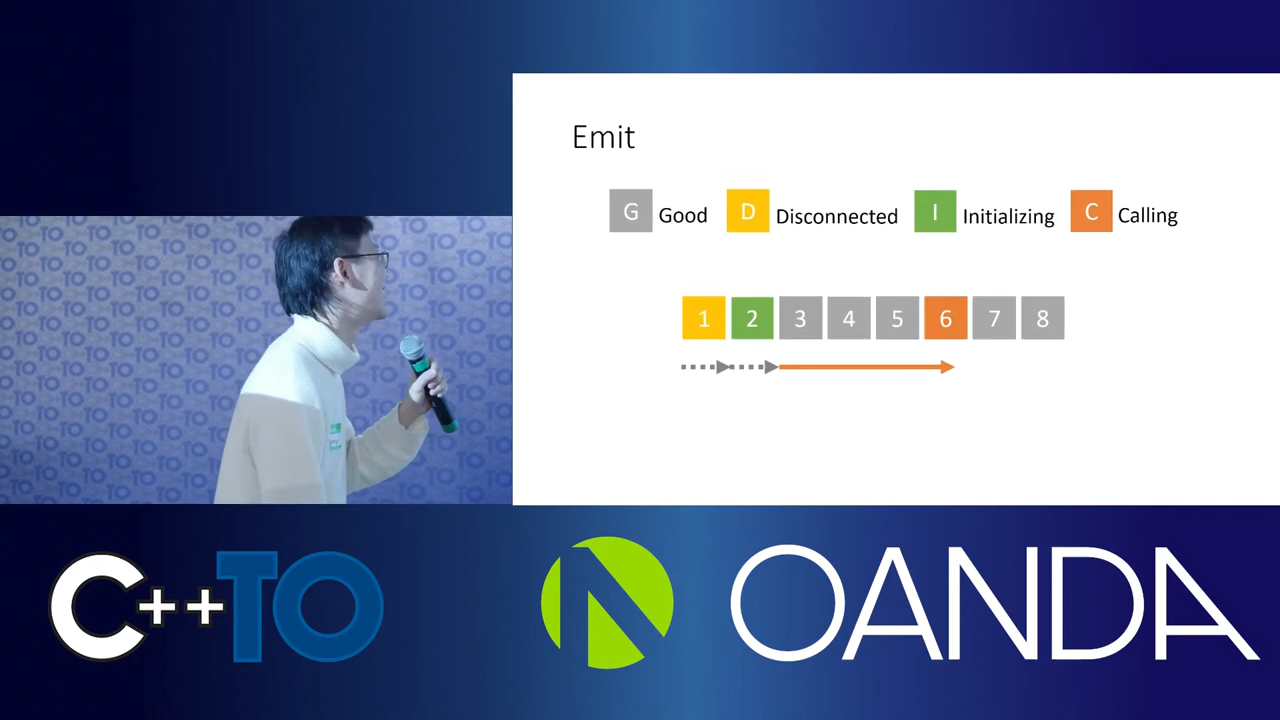 Emit
G Good D Disconnected I Initializing C Calling
1 2 3 4 5 6 7 8
C++TO OANDA